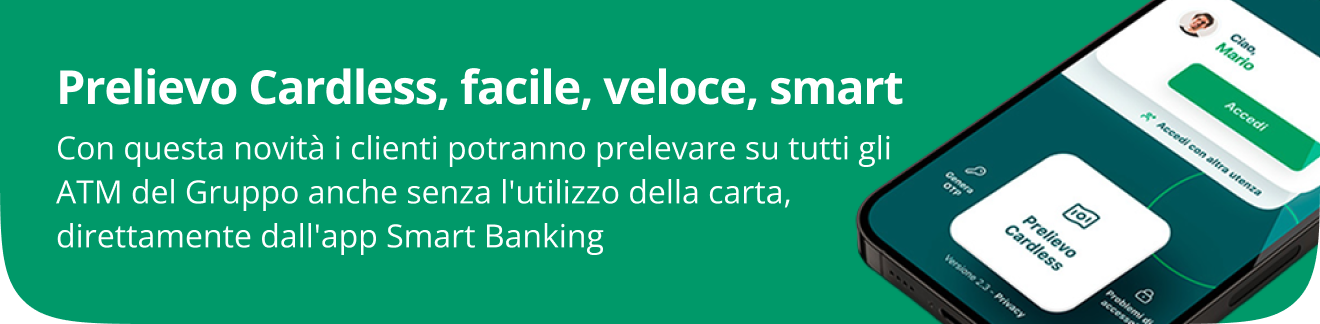 Prelievo Cardless, facile, veloce, smart
Con questa novità i clienti potranno prelevare su tutti gli
ATM del Gruppo anche senza l'utilizzo della carta,
direttamente dall'app Smart Banking
Ciao,
Mario
Accedi
Accedi con altra utenza
Genera
OTP
Prelievo
Cardless
Versione 2.3 - Privacy
Problemi di